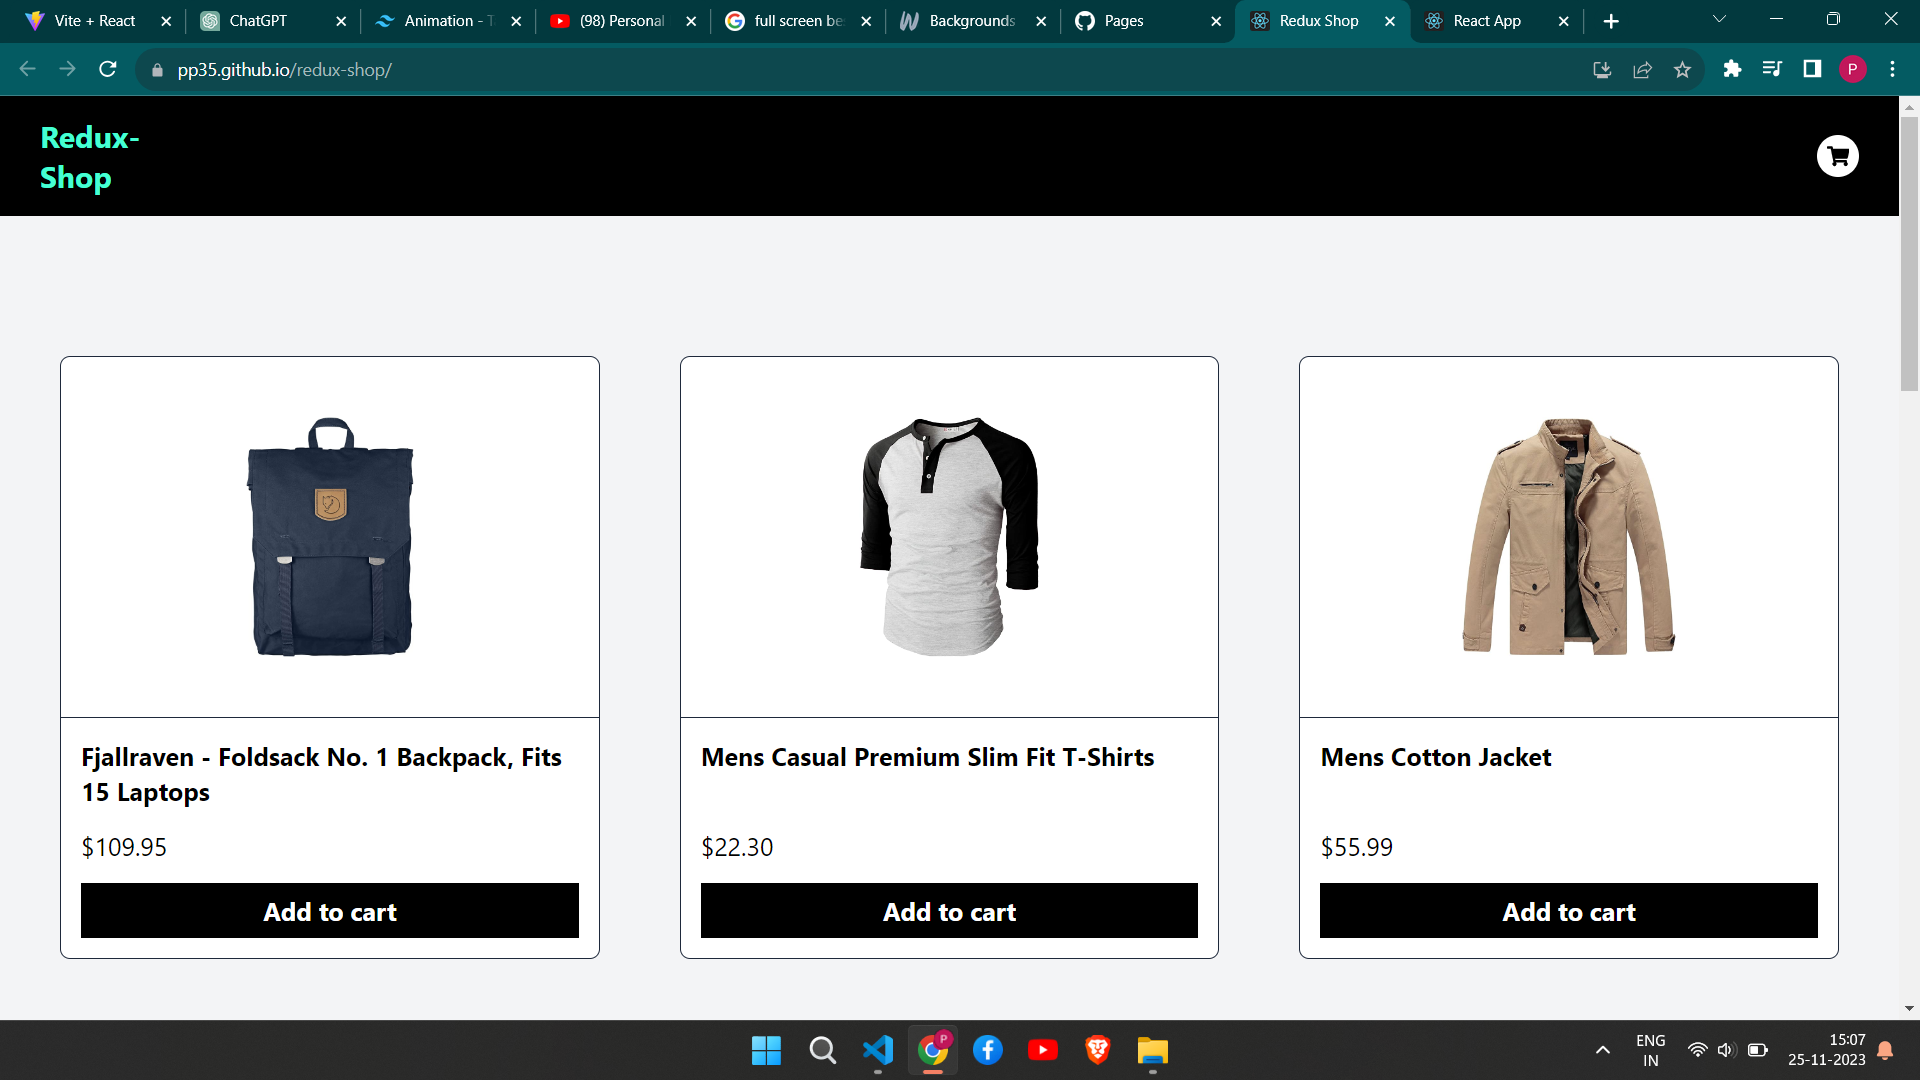 Vite + React
ChatGPT
Animation - T
(98) Personal
full screen be
Backgrounds
Pages
Redux Shop
React App
pp35.github.io/redux-shop/
P
Redux-
Shop
Fjallraven - Foldsack No. 1 Backpack, Fits
15 Laptops
$109.95
Add to cart
Mens Casual Premium Slim Fit T-Shirts
$22.30
Add to cart
Mens Cotton Jacket
$55.99
Add to cart
P
ENG
IN
15:07
25-11-2023